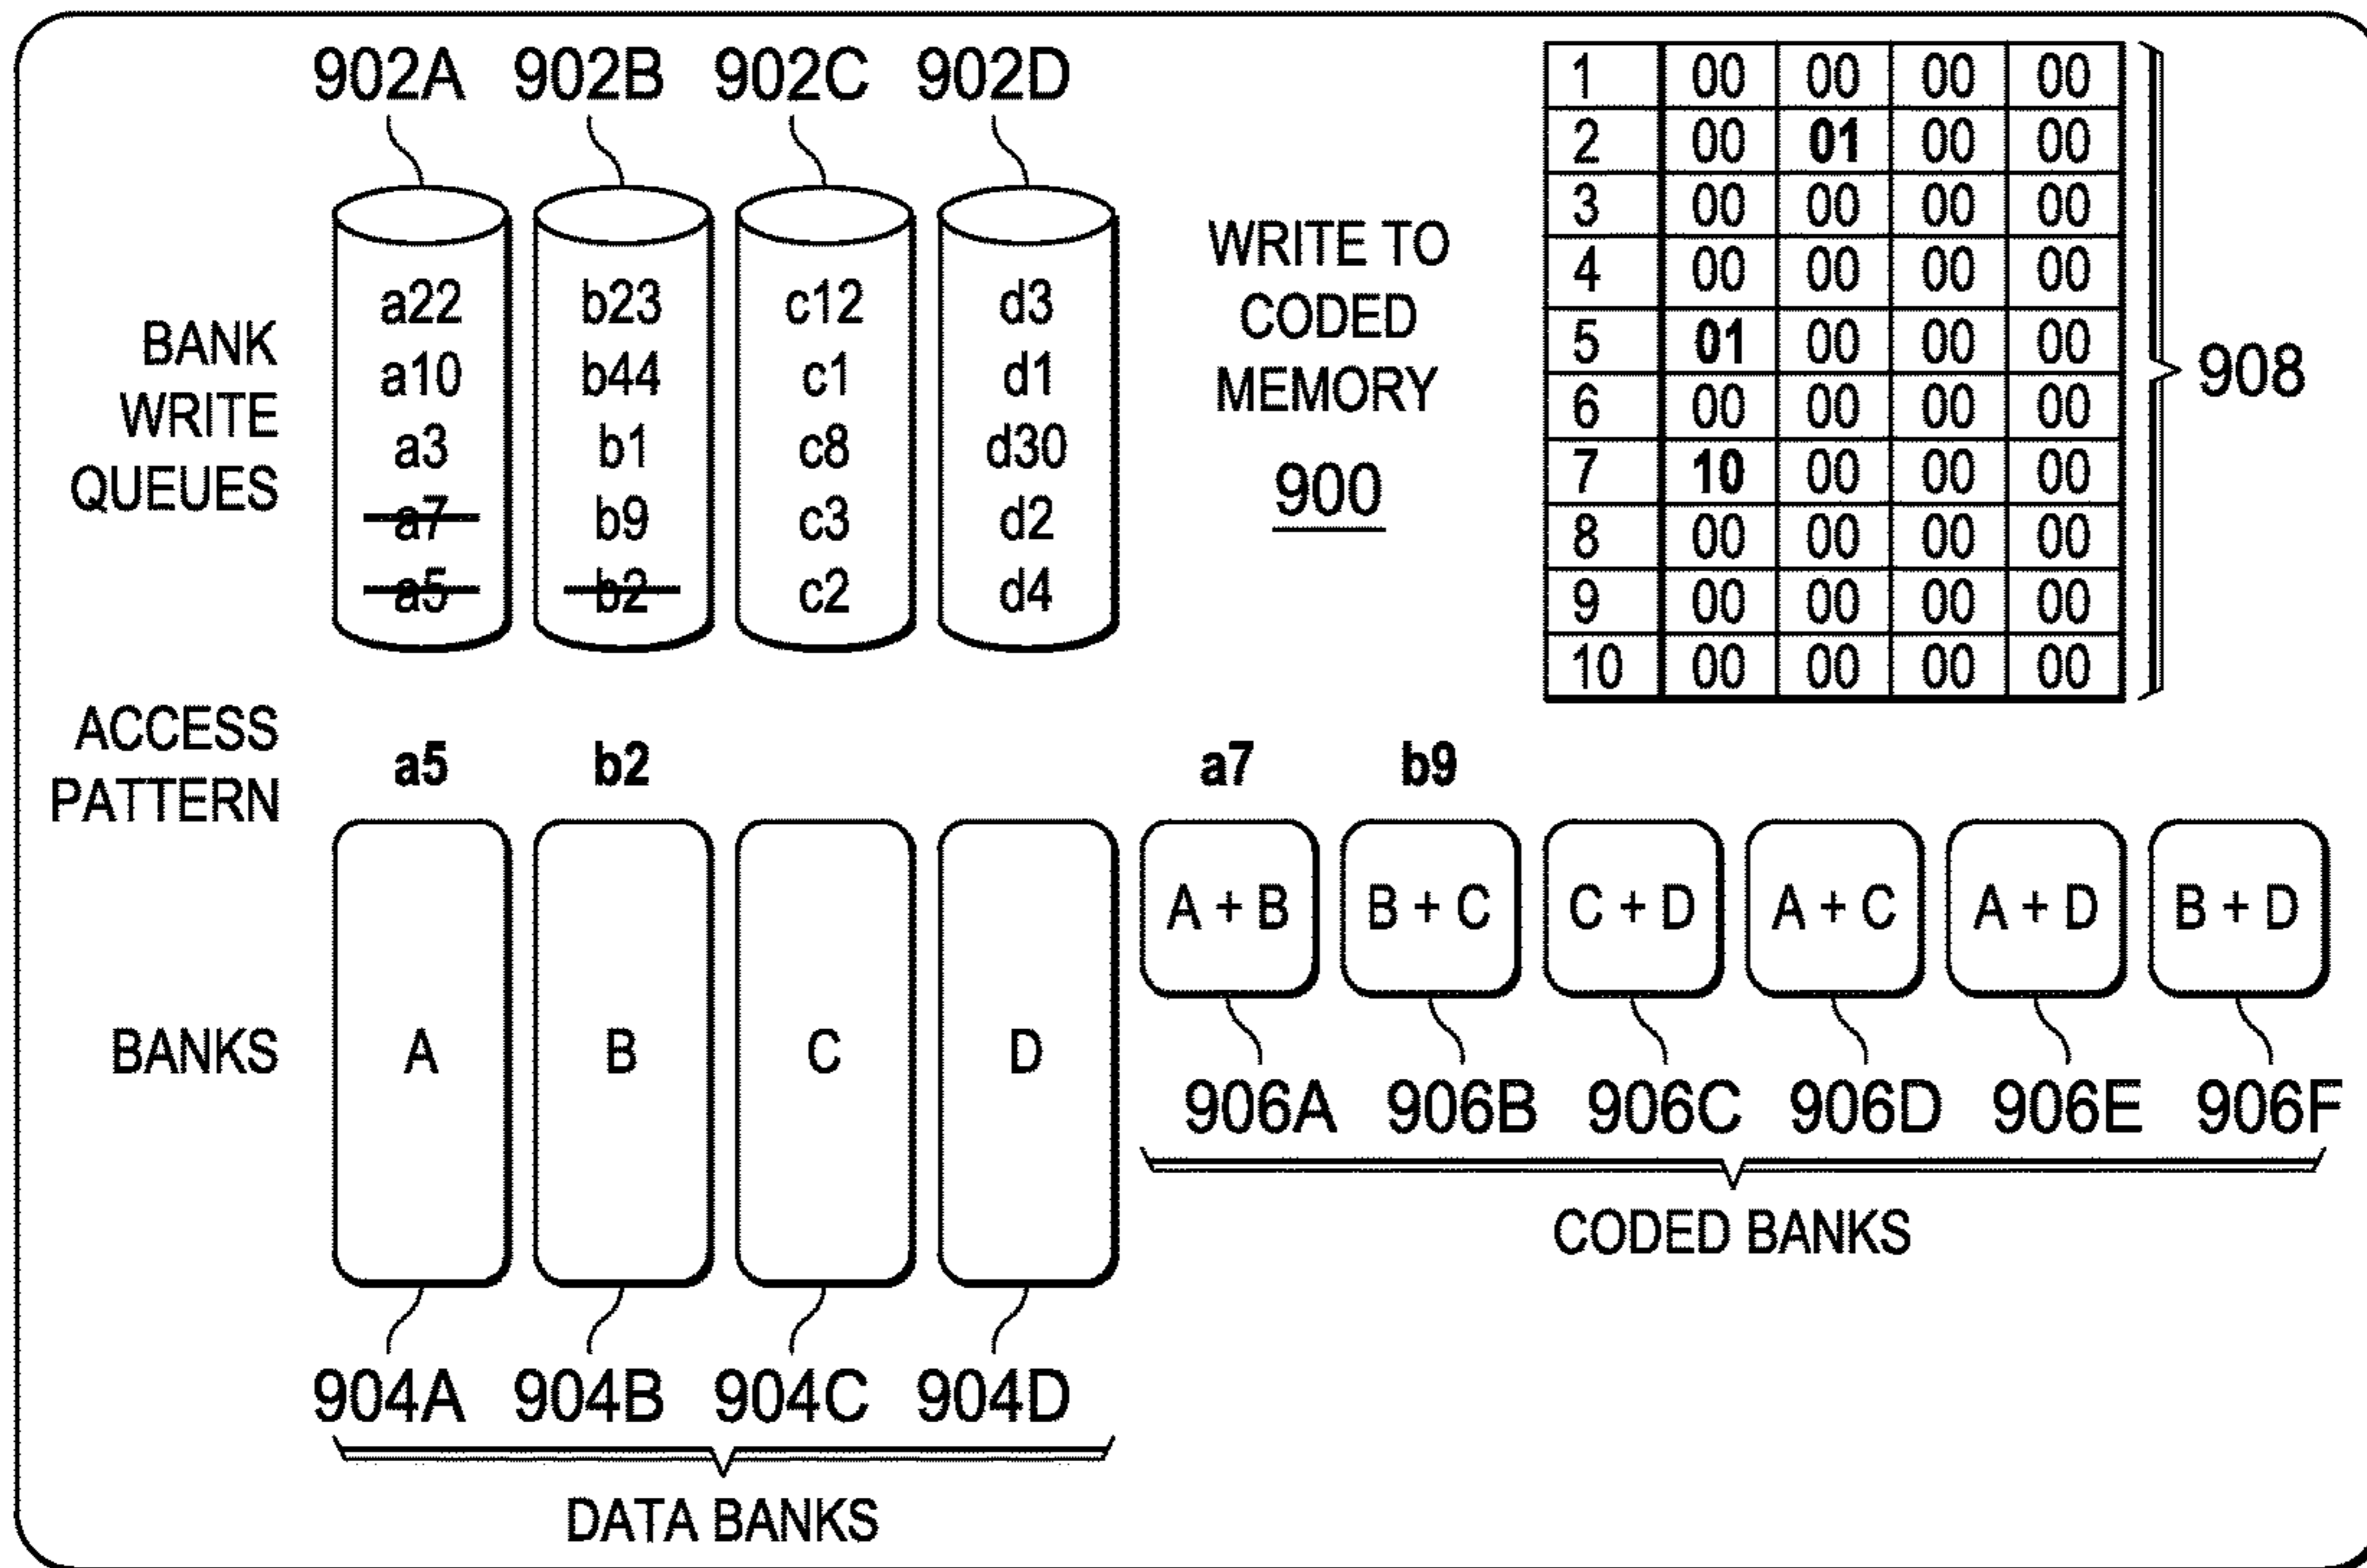 902A 902B 902C 902D
BANK
WRITE
QUEUES
a22 b23 c12 d3
a10 b44 c1 d1
a3 b1 c8 d30
a7 b9 c3 d2
a5 b2 c2 d4
WRITE TO
CODED
MEMORY
900
1 00 00 00 00
2 00 01 00 00
3 00 00 00 00
4 00 00 00 00
5 01 00 00 00
6 00 00 00 00
7 10 00 00 00
8 00 00 00 00
9 00 00 00 00
10 00 00 00 00
908
ACCESS
PATTERN
a5 b2 a7 b9
BANKS
A B C D
A + B B + C C + D A + C A + D B + D
906A 906B 906C 906D 906E 906F
CODED BANKS
904A 904B 904C 904D
DATA BANKS